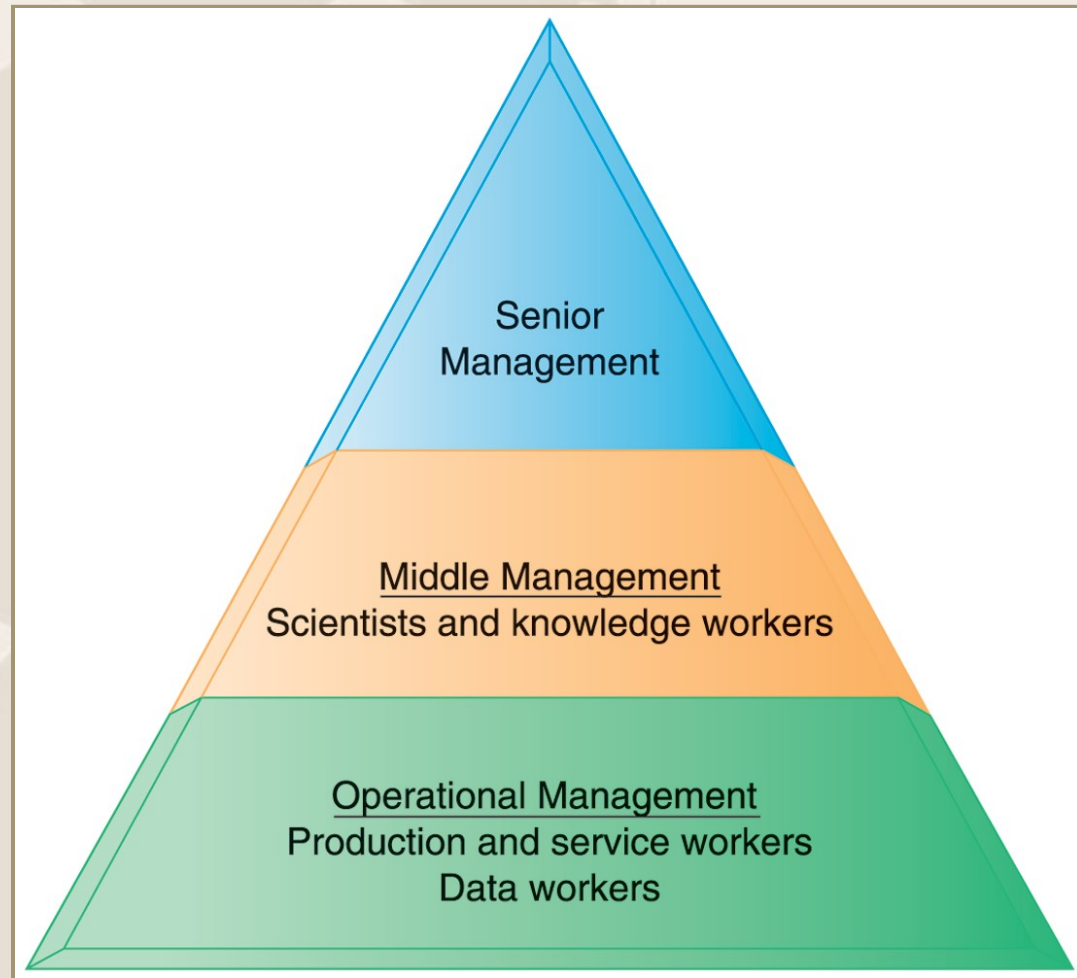 Senior
Management
Middle Management
Scientists and knowledge workers
Operational Management
Production and service workers
Data workers